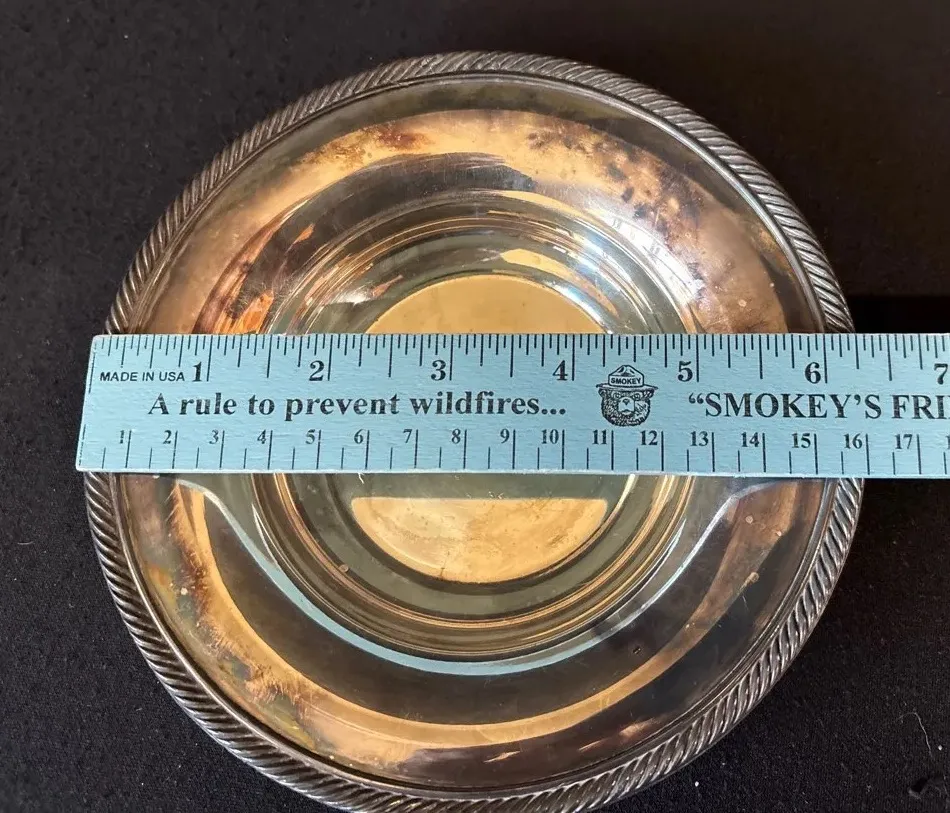 1 2 3 4 5 6 7
MADE IN USA
SMOKEY
A rule to prevent wildfires... "SMOKEY'S FRI
1 2 3 4 5 6 7 8 9 10 11 12 13 14 15 16 17